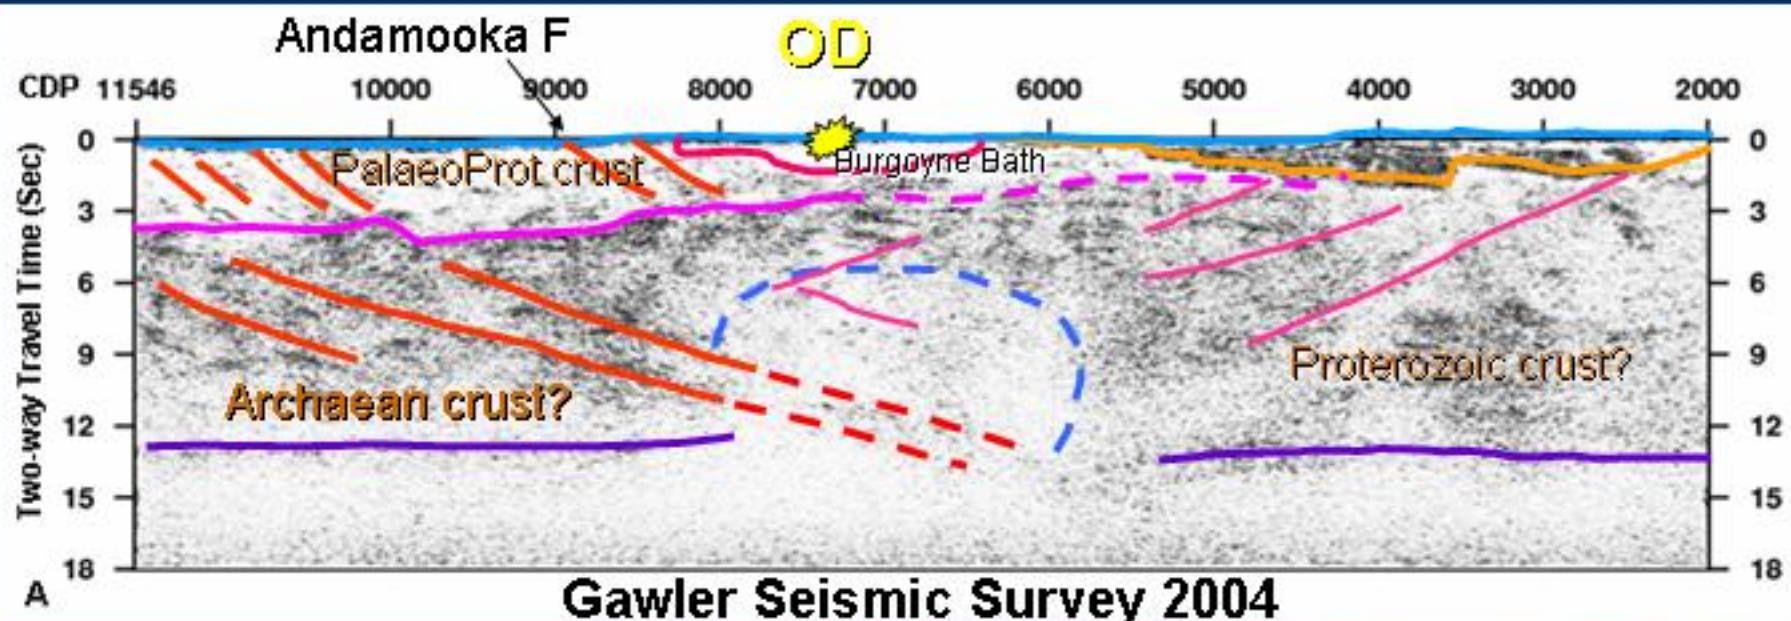 Andamooka F
OD
CDP 11546 10000 9000 8000 7000 6000 5000 4000 3000 2000
Two-way Travel Time (Sec)
0 0
PalaeoProt crust
Burgoyne Bath
3 3
6 6
9 9
Proterozoic crust?
Archaean crust?
12 12
15 15
18 18
A
Gawler Seismic Survey 2004